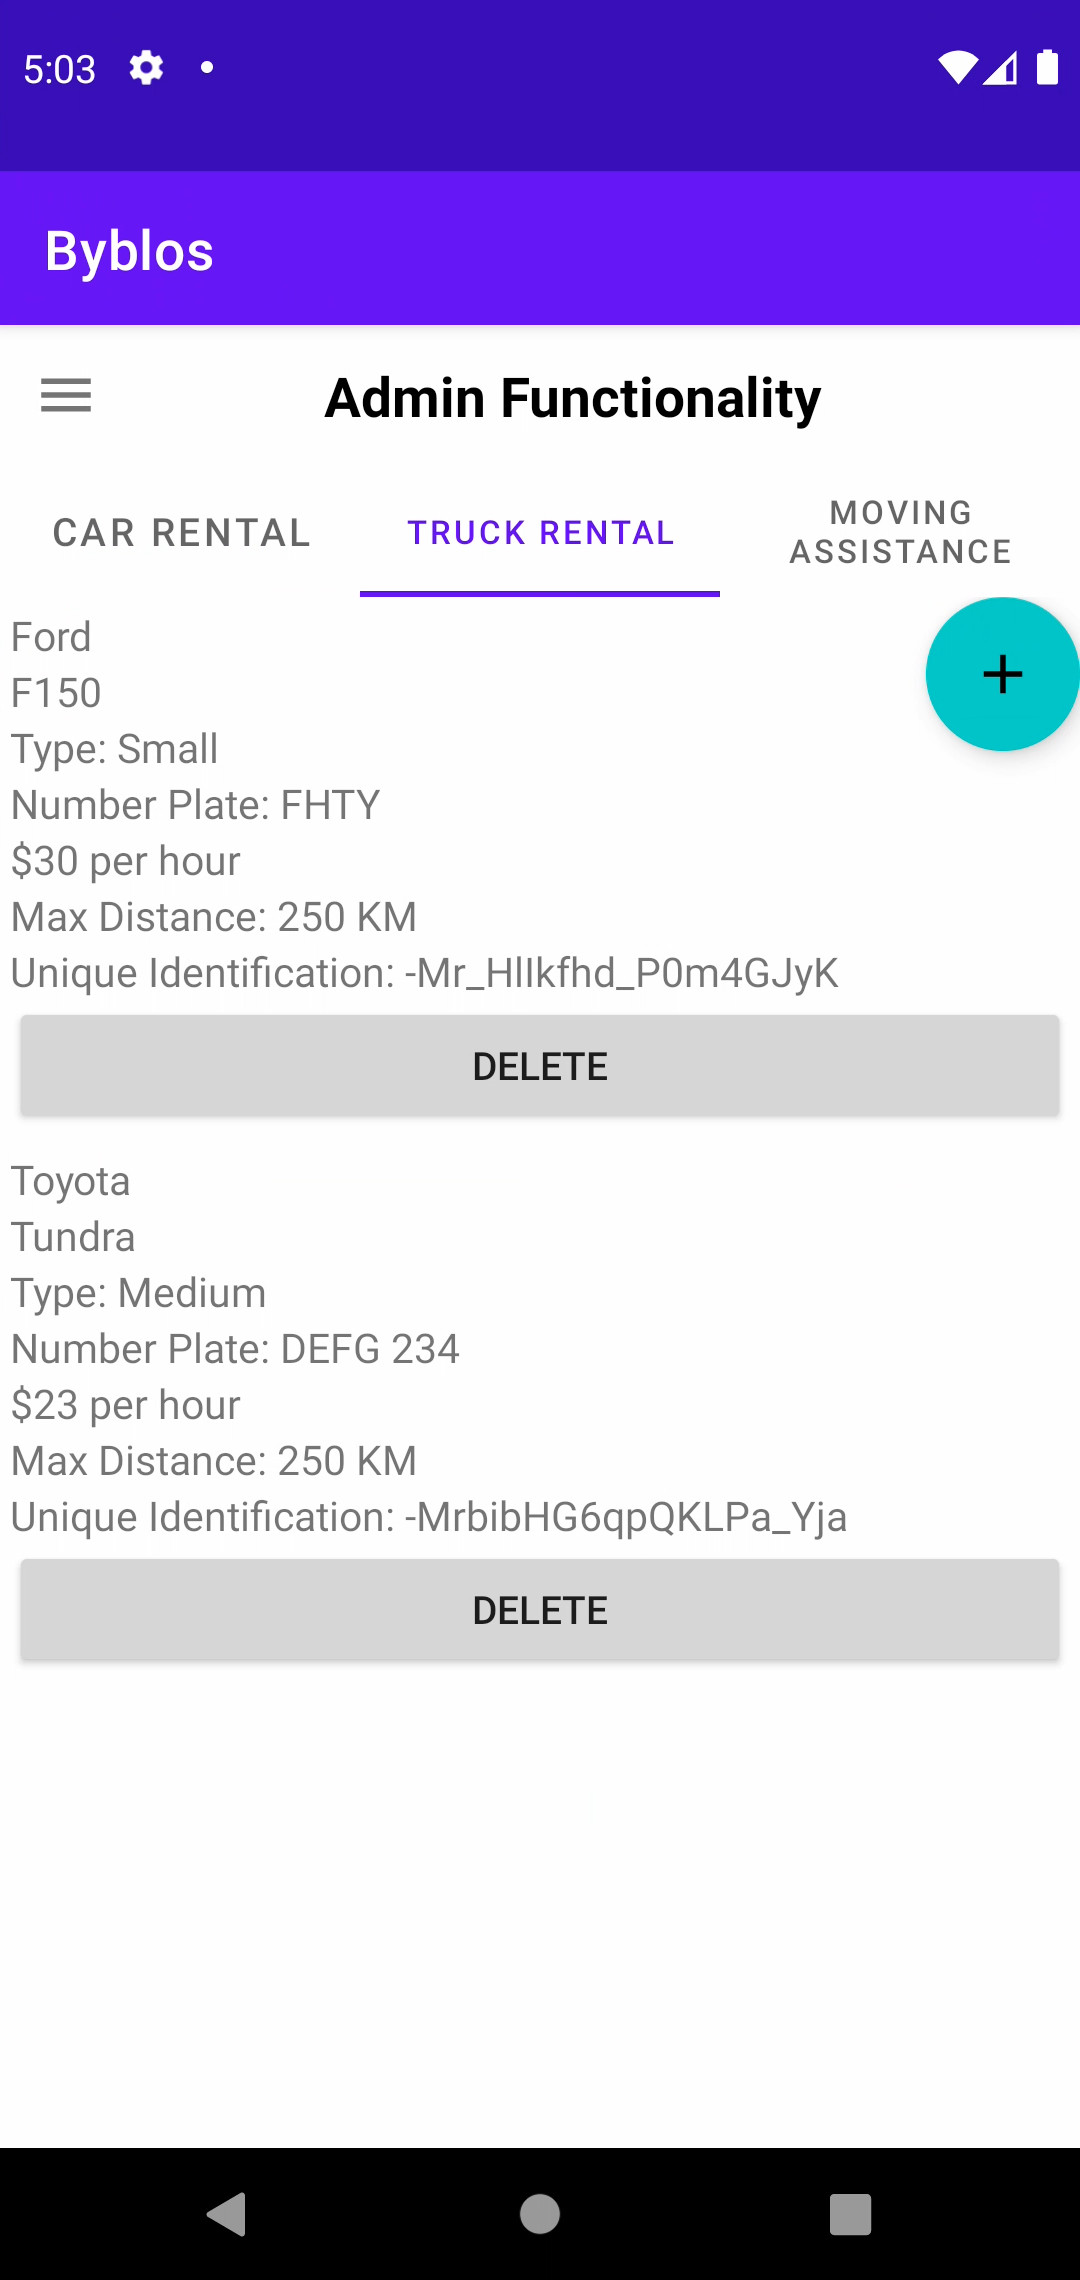 5:03
Byblos
Admin Functionality
CAR RENTAL
TRUCK RENTAL
MOVING
ASSISTANCE
Ford
F150
Type: Small
Number Plate: FHTY
$30 per hour
Max Distance: 250 KM
Unique Identification: -Mr_HlIkfhd_P0m4GJyK
DELETE
Toyota
Tundra
Type: Medium
Number Plate: DEFG 234
$23 per hour
Max Distance: 250 KM
Unique Identification: -MrbibHG6qpQKLPa_Yja
DELETE